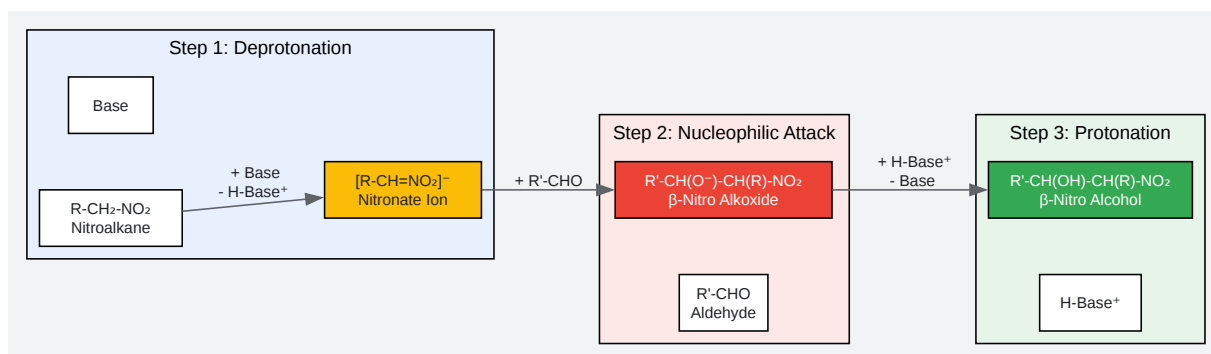 Step 1: Deprotonation
Base
R-CH₂-NO₂
Nitroalkane
+ Base
- H-Base⁺
[R-CH=NO₂]⁻
Nitronate Ion
+ R'-CHO
Step 2: Nucleophilic Attack
R'-CH(O⁻)-CH(R)-NO₂
β-Nitro Alkoxide
R'-CHO
Aldehyde
+ H-Base⁺
- Base
Step 3: Protonation
R'-CH(OH)-CH(R)-NO₂
β-Nitro Alcohol
H-Base⁺